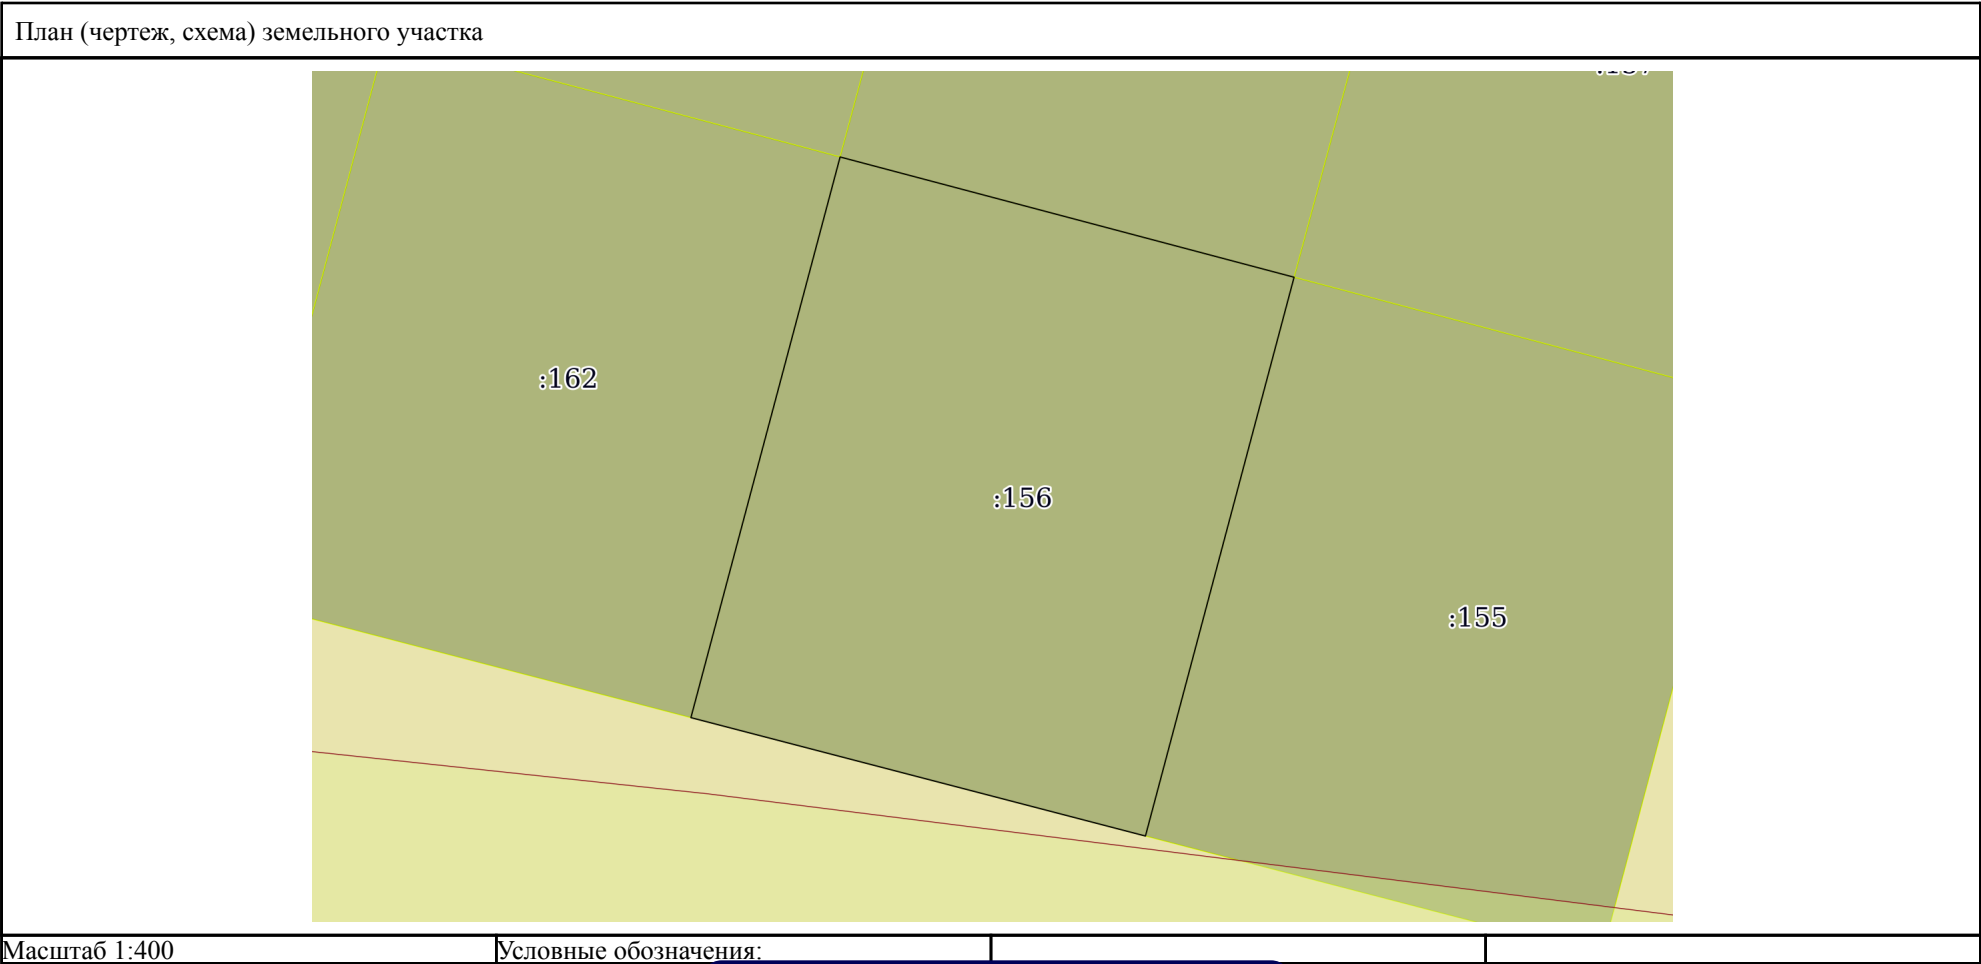 План (чертеж, схема) земельного участка
:162
:156
:155
Масштаб 1:400
Условные обозначения: